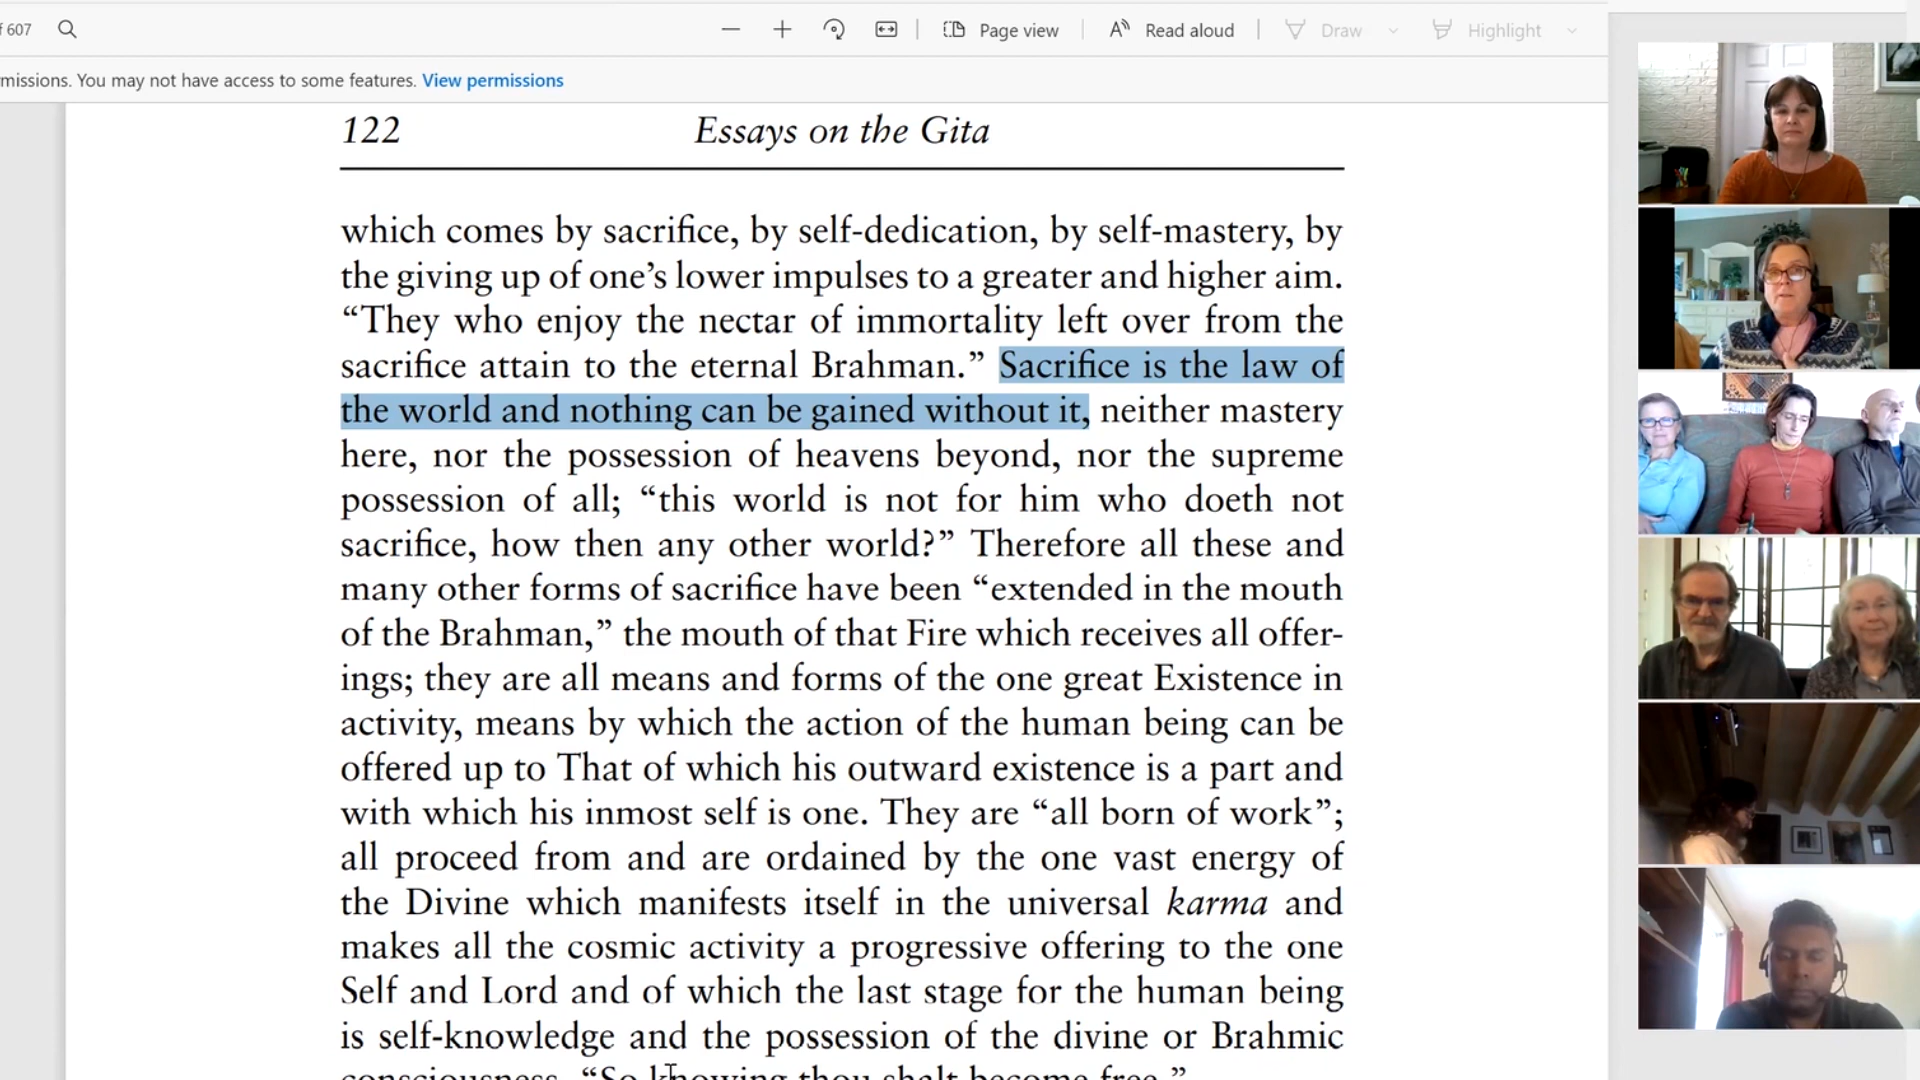 f 607
Page view
Read aloud
Draw
Highlight
missions. You may not have access to some features. View permissions
122 Essays on the Gita
which comes by sacrifice, by self-dedication, by self-mastery, by
the giving up of one’s lower impulses to a greater and higher aim.
“They who enjoy the nectar of immortality left over from the
sacrifice attain to the eternal Brahman.” Sacrifice is the law of
the world and nothing can be gained without it, neither mastery
here, nor the possession of heavens beyond, nor the supreme
possession of all; “this world is not for him who doeth not
sacrifice, how then any other world?” Therefore all these and
many other forms of sacrifice have been “extended in the mouth
of the Brahman,” the mouth of that Fire which receives all offer-
ings; they are all means and forms of the one great Existence in
activity, means by which the action of the human being can be
offered up to That of which his outward existence is a part and
with which his inmost self is one. They are “all born of work”;
all proceed from and are ordained by the one vast energy of
the Divine which manifests itself in the universal karma and
makes all the cosmic activity a progressive offering to the one
Self and Lord and of which the last stage for the human being
is self-knowledge and the possession of the divine or Brahmic
consciousness. “So knowing thou shalt become free.”